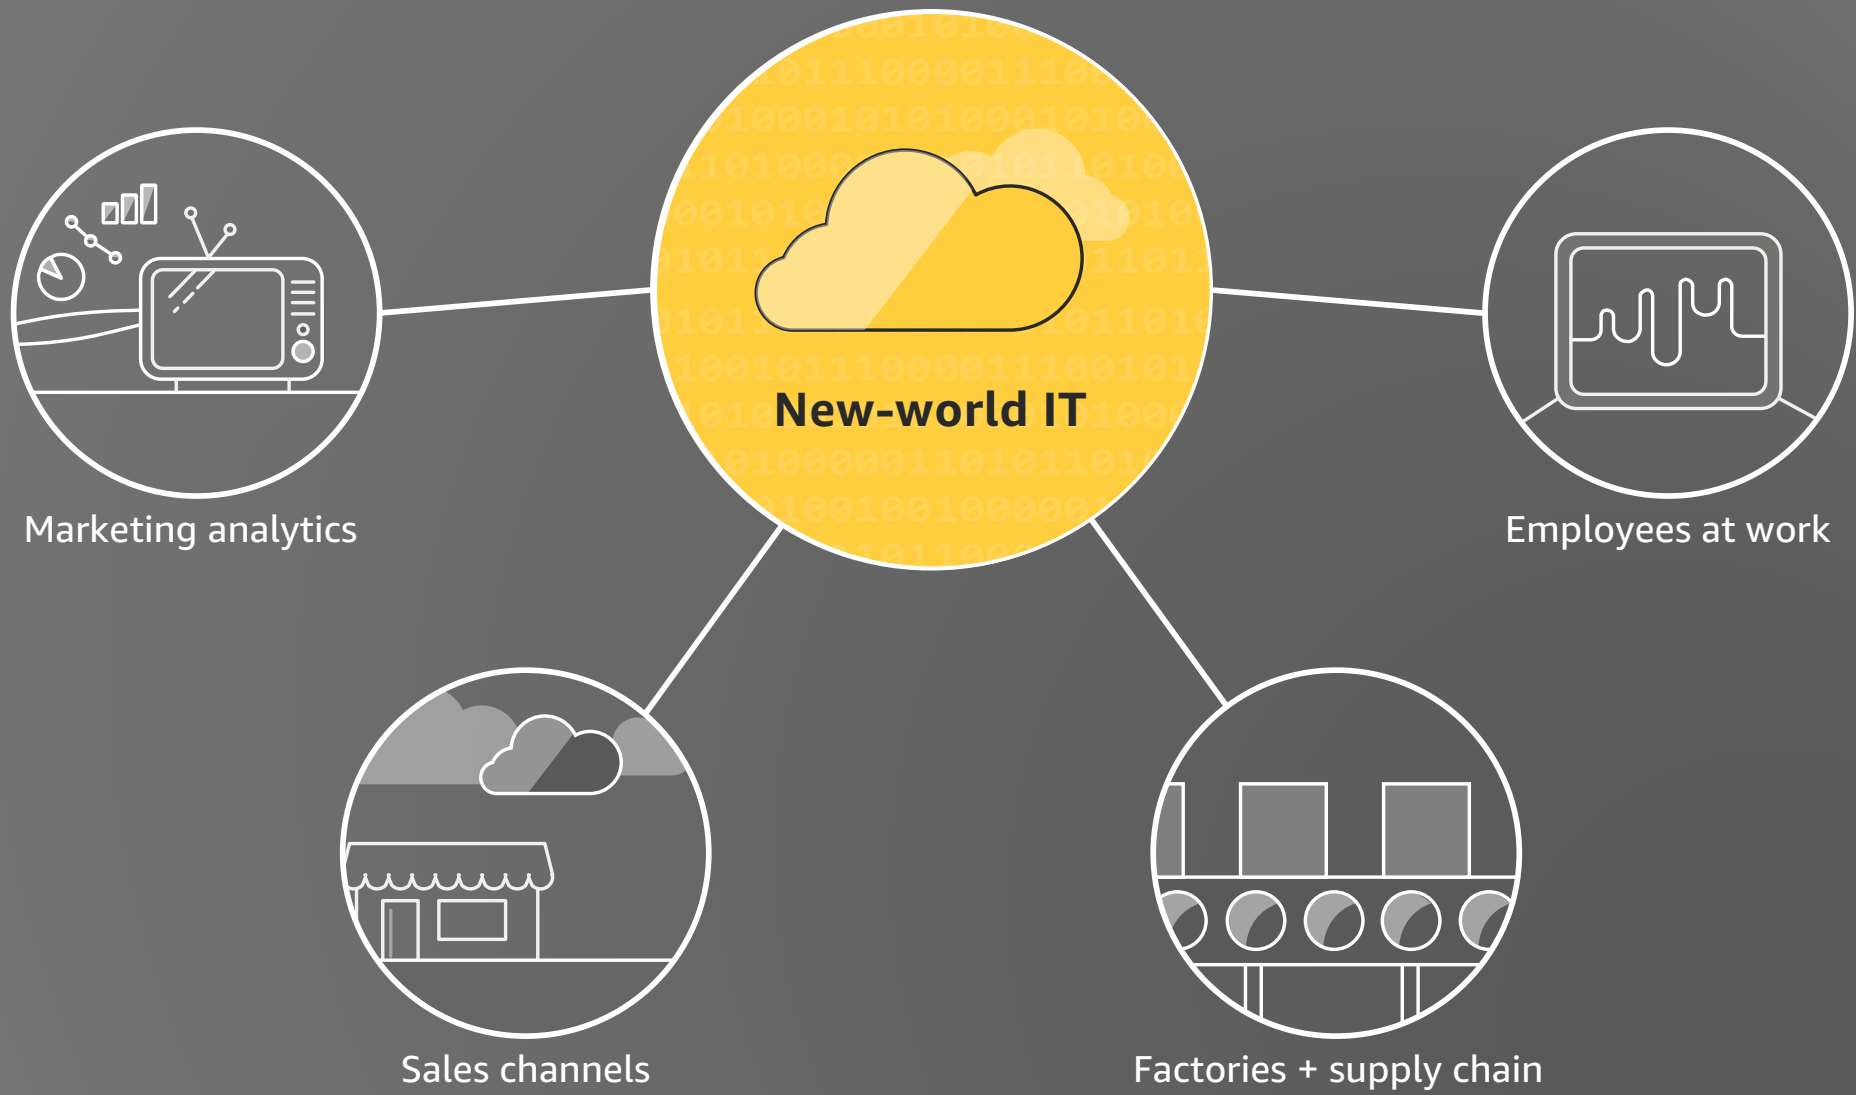 New-world IT
Marketing analytics
Employees at work
Sales channels
Factories + supply chain